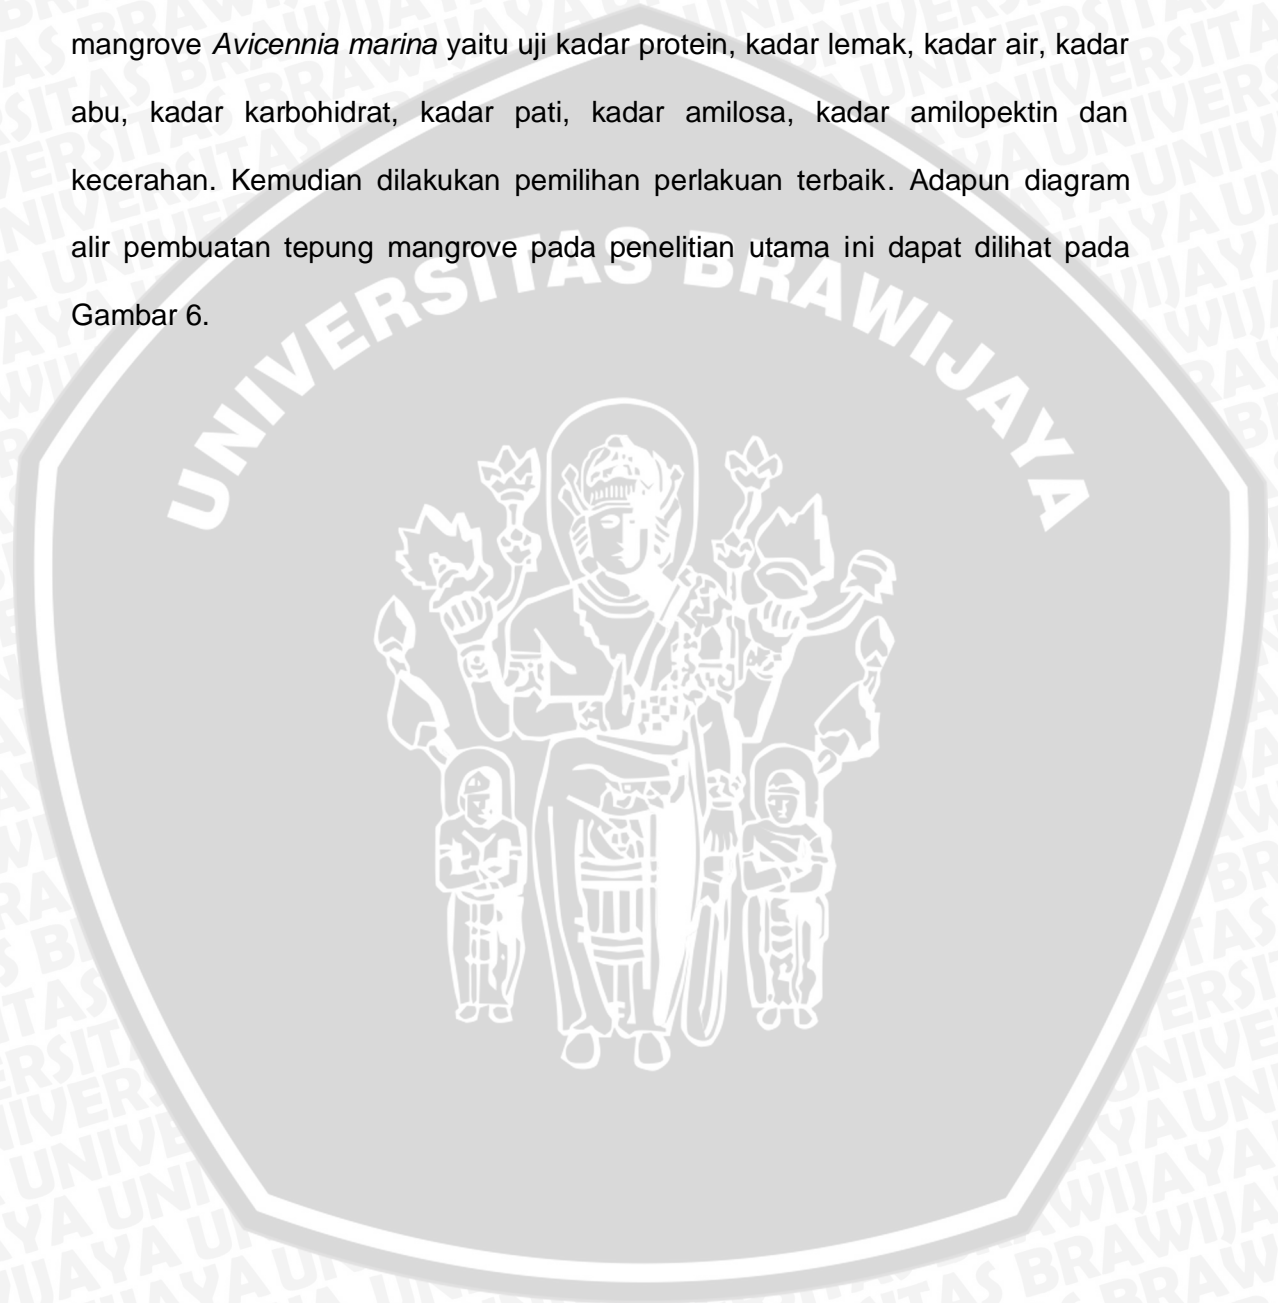 mangrove Avicennia marina yaitu uji kadar protein, kadar lemak, kadar air, kadar
abu, kadar karbohidrat, kadar pati, kadar amilosa, kadar amilopektin dan
kecerahan. Kemudian dilakukan pemilihan perlakuan terbaik. Adapun diagram
alir pembuatan tepung mangrove pada penelitian utama ini dapat dilihat pada
Gambar 6.
UNIVERSITAS BRAWIJAYA